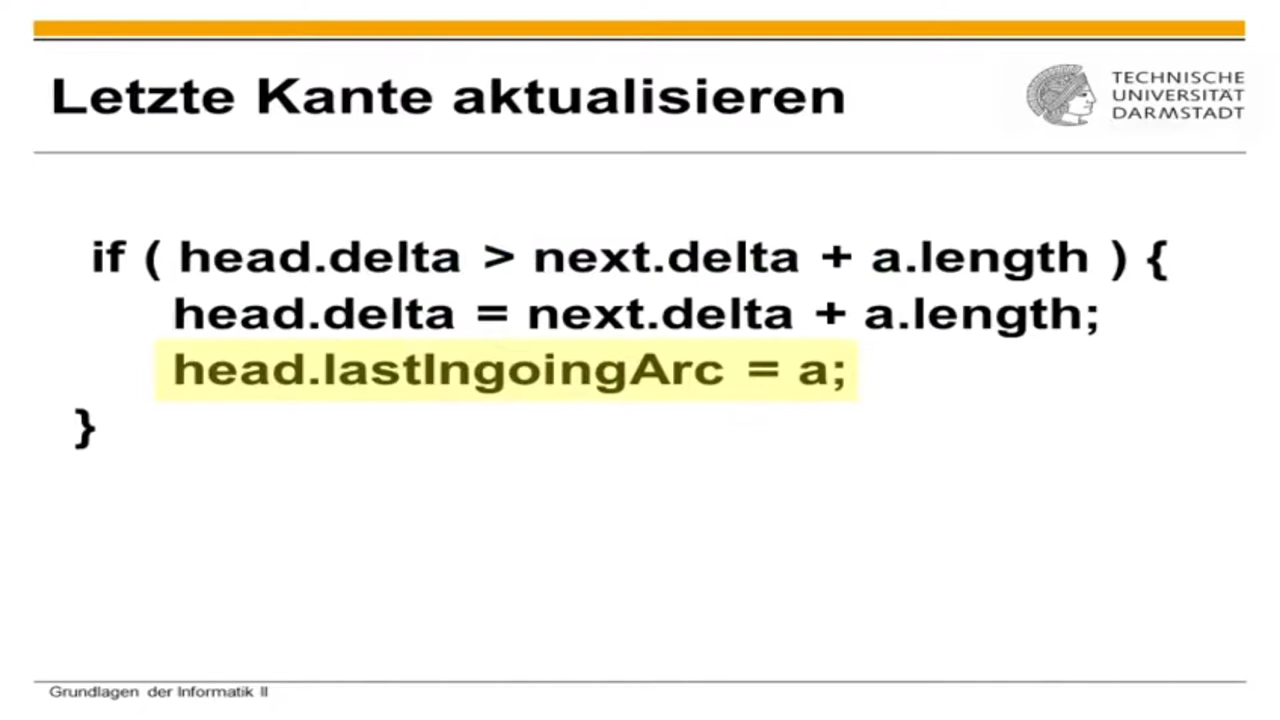 Letzte Kante aktualisieren
TECHNISCHE
UNIVERSITÄT
DARMSTADT
if ( head.delta > next.delta + a.length ) {
head.delta = next.delta + a.length;
head.lastIngoingArc = a;
}
Grundlagen der Informatik II